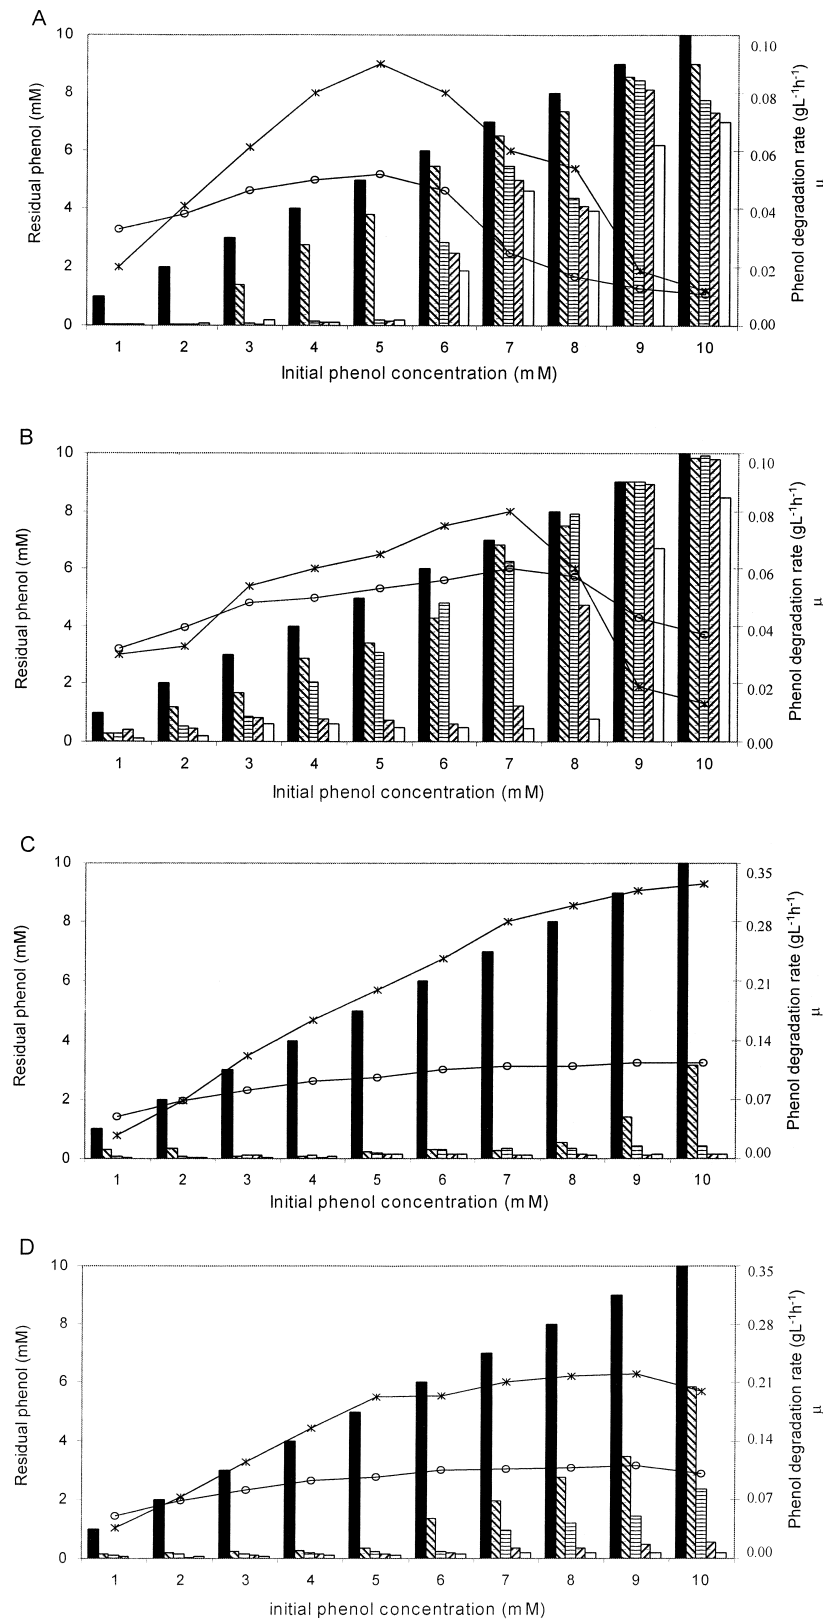 A
Residual phenol (mM)
10
8
6
4
2
0
0.10
0.08
0.06
0.04
0.02
0.00
Phenol degradation rate (gL⁻¹h⁻¹)
μ
1 2 3 4 5 6 7 8 9 10
Initial phenol concentration (mM)
B
Residual phenol (mM)
10
8
6
4
2
0
0.10
0.08
0.06
0.04
0.02
0.00
Phenol degradation rate (gL⁻¹h⁻¹)
μ
1 2 3 4 5 6 7 8 9 10
Initial phenol concentration (mM)
C
Residual phenol (mM)
10
8
6
4
2
0
0.35
0.28
0.21
0.14
0.07
0.00
Phenol degradation rate (gL⁻¹h⁻¹)
μ
1 2 3 4 5 6 7 8 9 10
Initial phenol concentration (mM)
D
Residual phenol (mM)
10
8
6
4
2
0
0.35
0.28
0.21
0.14
0.07
0.00
Phenol degradation rate (gL⁻¹h⁻¹)
μ
1 2 3 4 5 6 7 8 9 10
initial phenol concentration (mM)